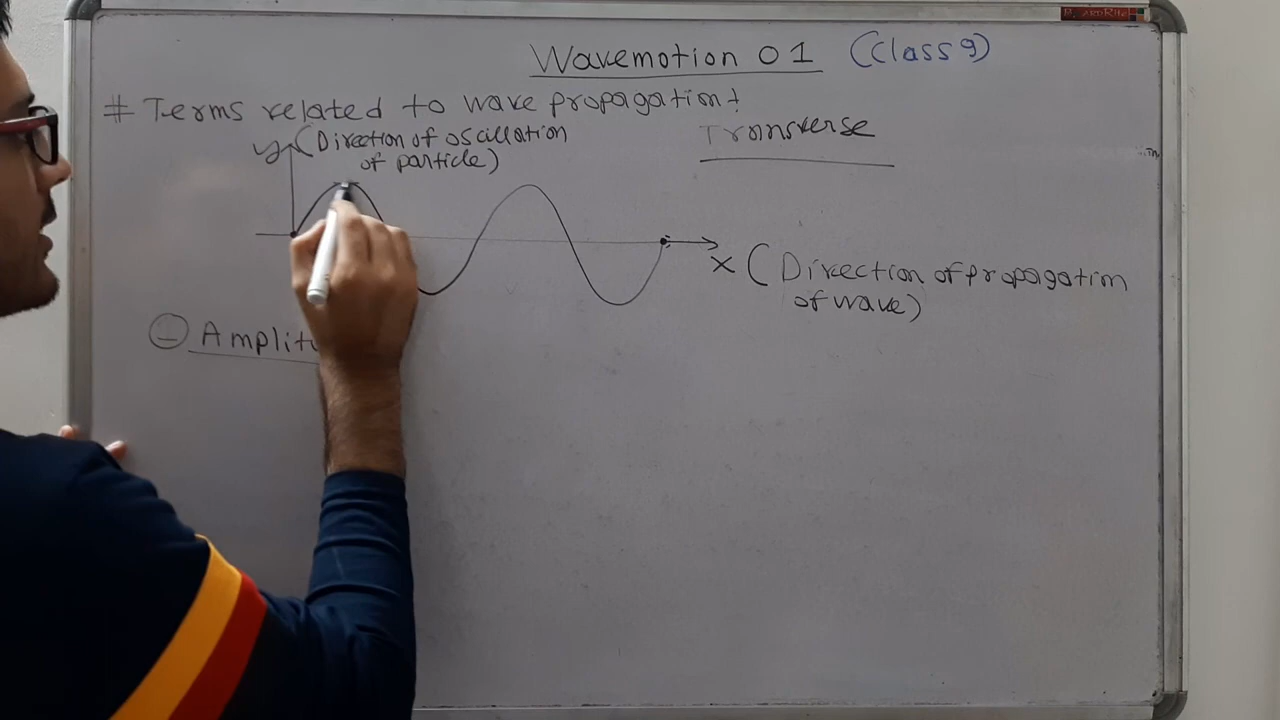 Wavemotion 01 (Class 9)
# Terms related to wave propagation:
y (Direction of oscillation
of particle)
Transverse
x (Direction of propagation
of wave)
Amplit